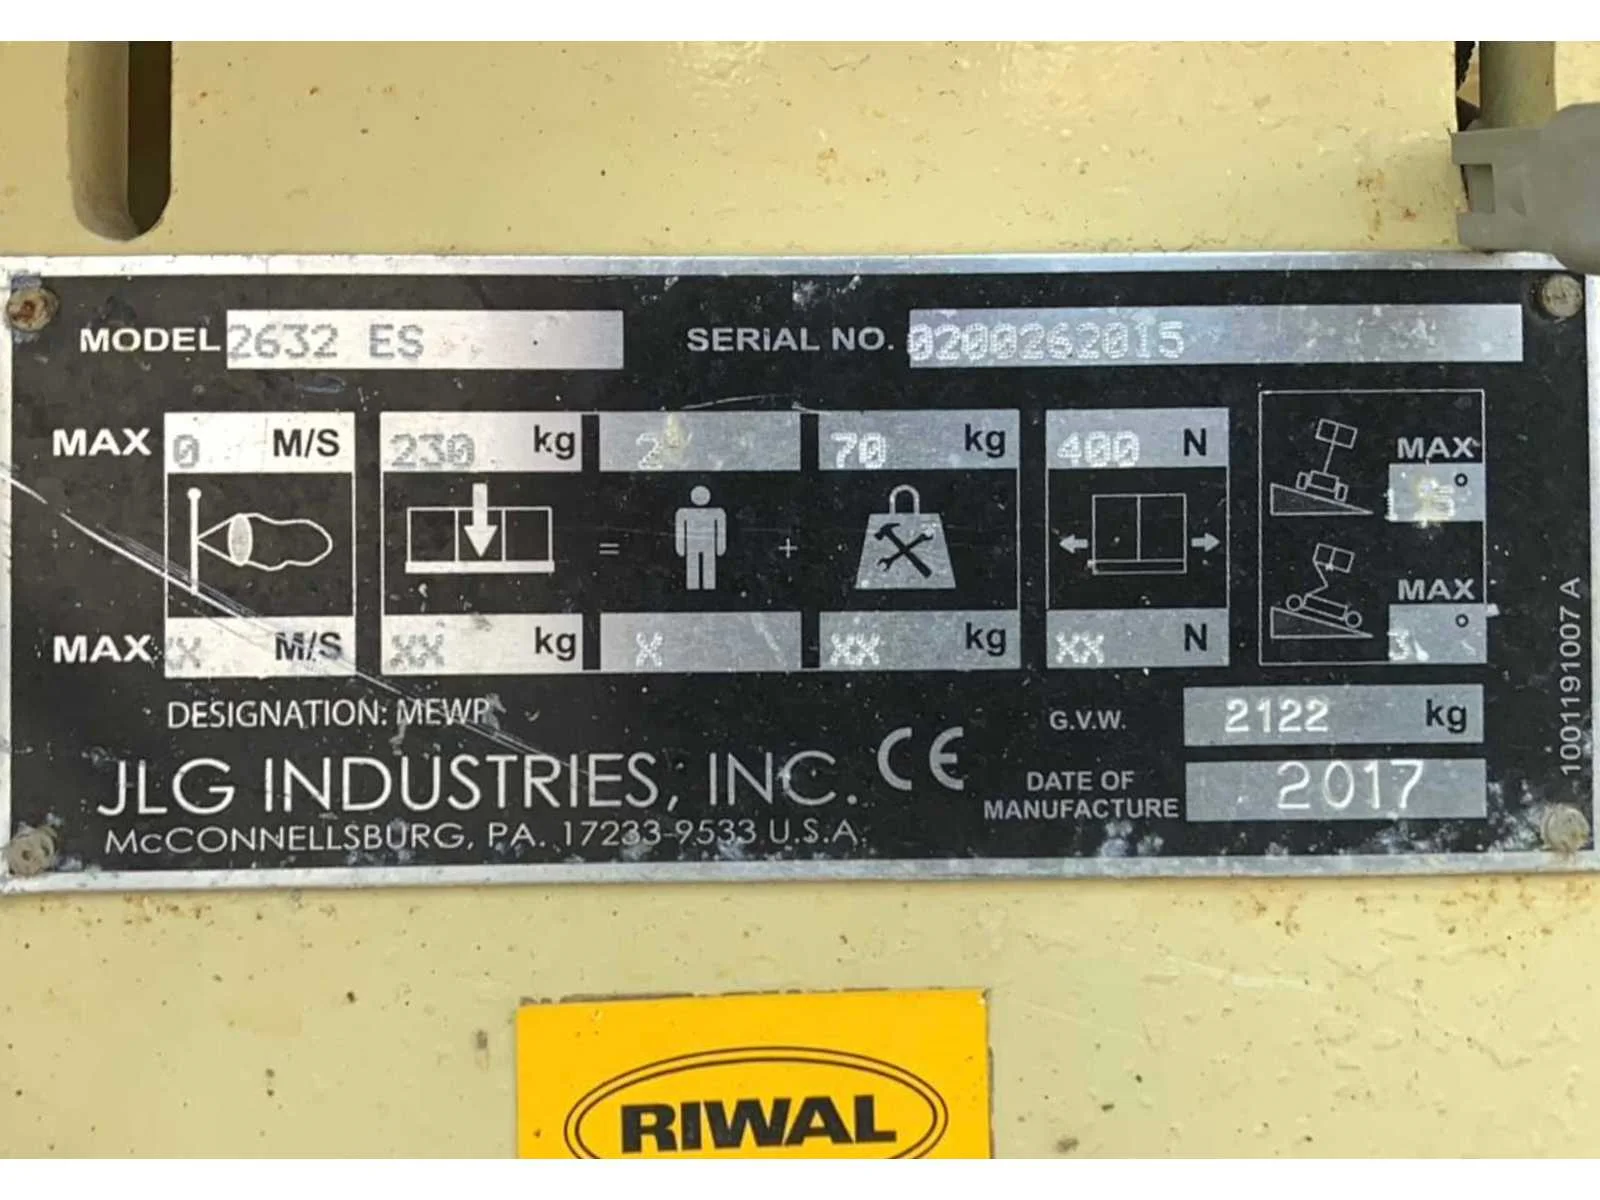 MODEL 2632 ES SERIAL NO. 0200262015
MAX 0 M/S 230 kg 2 70 kg 400 N MAX
°
= +
MAX
MAX X M/S XX kg X XX kg XX N 3 °
DESIGNATION: MEWP G.V.W. 2122 kg
JLG INDUSTRIES, INC. CE DATE OF MANUFACTURE 2017
McCONNELLSBURG, PA. 17233-9533 U.S.A.
1001191007 A
RIWAL